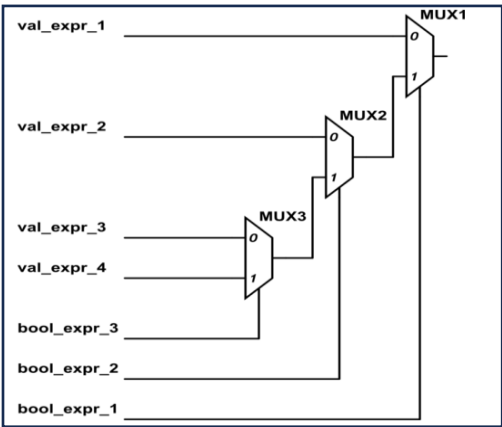 MUX1
val_expr_1
0
1
MUX2
val_expr_2
0
1
MUX3
val_expr_3
0
val_expr_4
1
bool_expr_3
bool_expr_2
bool_expr_1